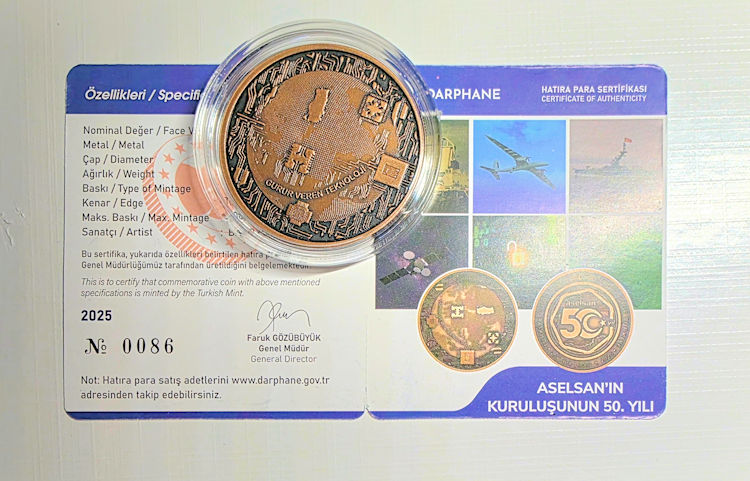 Özellikleri / Specifi
Nominal Değer / Face V
Metal / Metal
Çap / Diameter
Ağırlık / Weight
Baskı / Type of Mintage
Kenar / Edge
Maks. Baskı / Max. Mintage
Sanatçı / Artist
Bu sertifika, yukarıda özellikleri belirtilen hatıra
Genel Müdürlüğümüz tarafından üretildiğini belgelemektedir.
This is to certify that commemorative coin with above mentioned
specifications is minted by the Turkish Mint.
2025
№ 0086
Faruk GÖZÜBÜYÜK
Genel Müdür
General Director
Not: Hatıra para satış adetlerini www.darphane.gov.tr
adresinden takip edebilirsiniz.
GURUR VEREN TEKNOLOJİ
DARPHANE
HATIRA PARA SERTİFİKASI
CERTIFICATE OF AUTHENTICITY
aselsan
50
ASELSAN'IN
KURULUŞUNUN 50. YILI